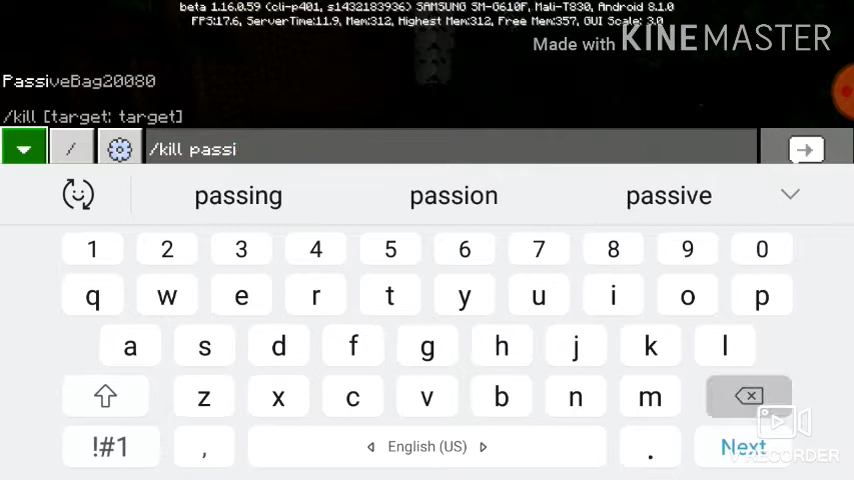 beta 1.16.0.59 (cli-p401, s1432183936) SAMSUNG SM-G610F, Mali-T830, Android 8.1.0
FPS:17.6, ServerTime:11.9, Mem:312, Highest Mem:312, Free Mem:357, GUI Scale: 3.0
Made with KINEMASTER
PassiveBag20080
/kill [target: target]
/ /kill passi
passing passion passive
1 2 3 4 5 6 7 8 9 0
q w e r t y u i o p
a s d f g h j k l
z x c v b n m
!#1 , English (US) . Next
V RECORDER